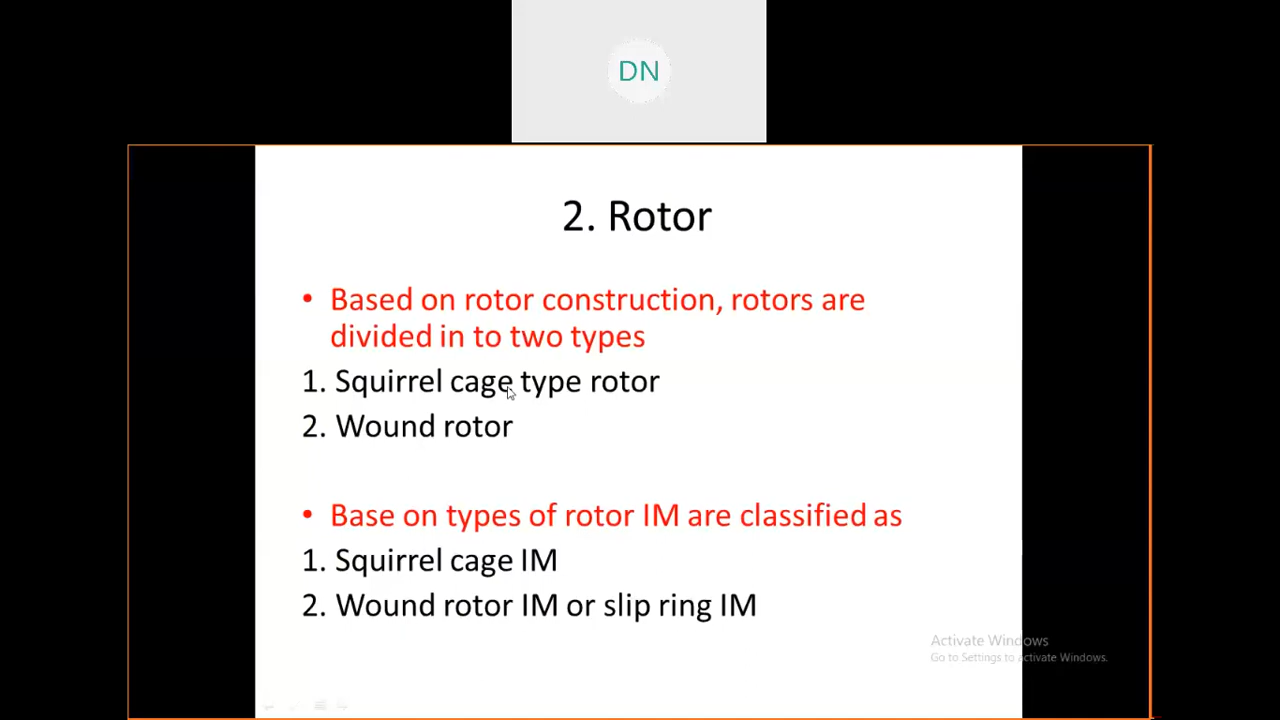 DN
2. Rotor
• Based on rotor construction, rotors are
divided in to two types
1. Squirrel cage type rotor
2. Wound rotor
• Base on types of rotor IM are classified as
1. Squirrel cage IM
2. Wound rotor IM or slip ring IM
Activate Windows
Go to Settings to activate Windows.